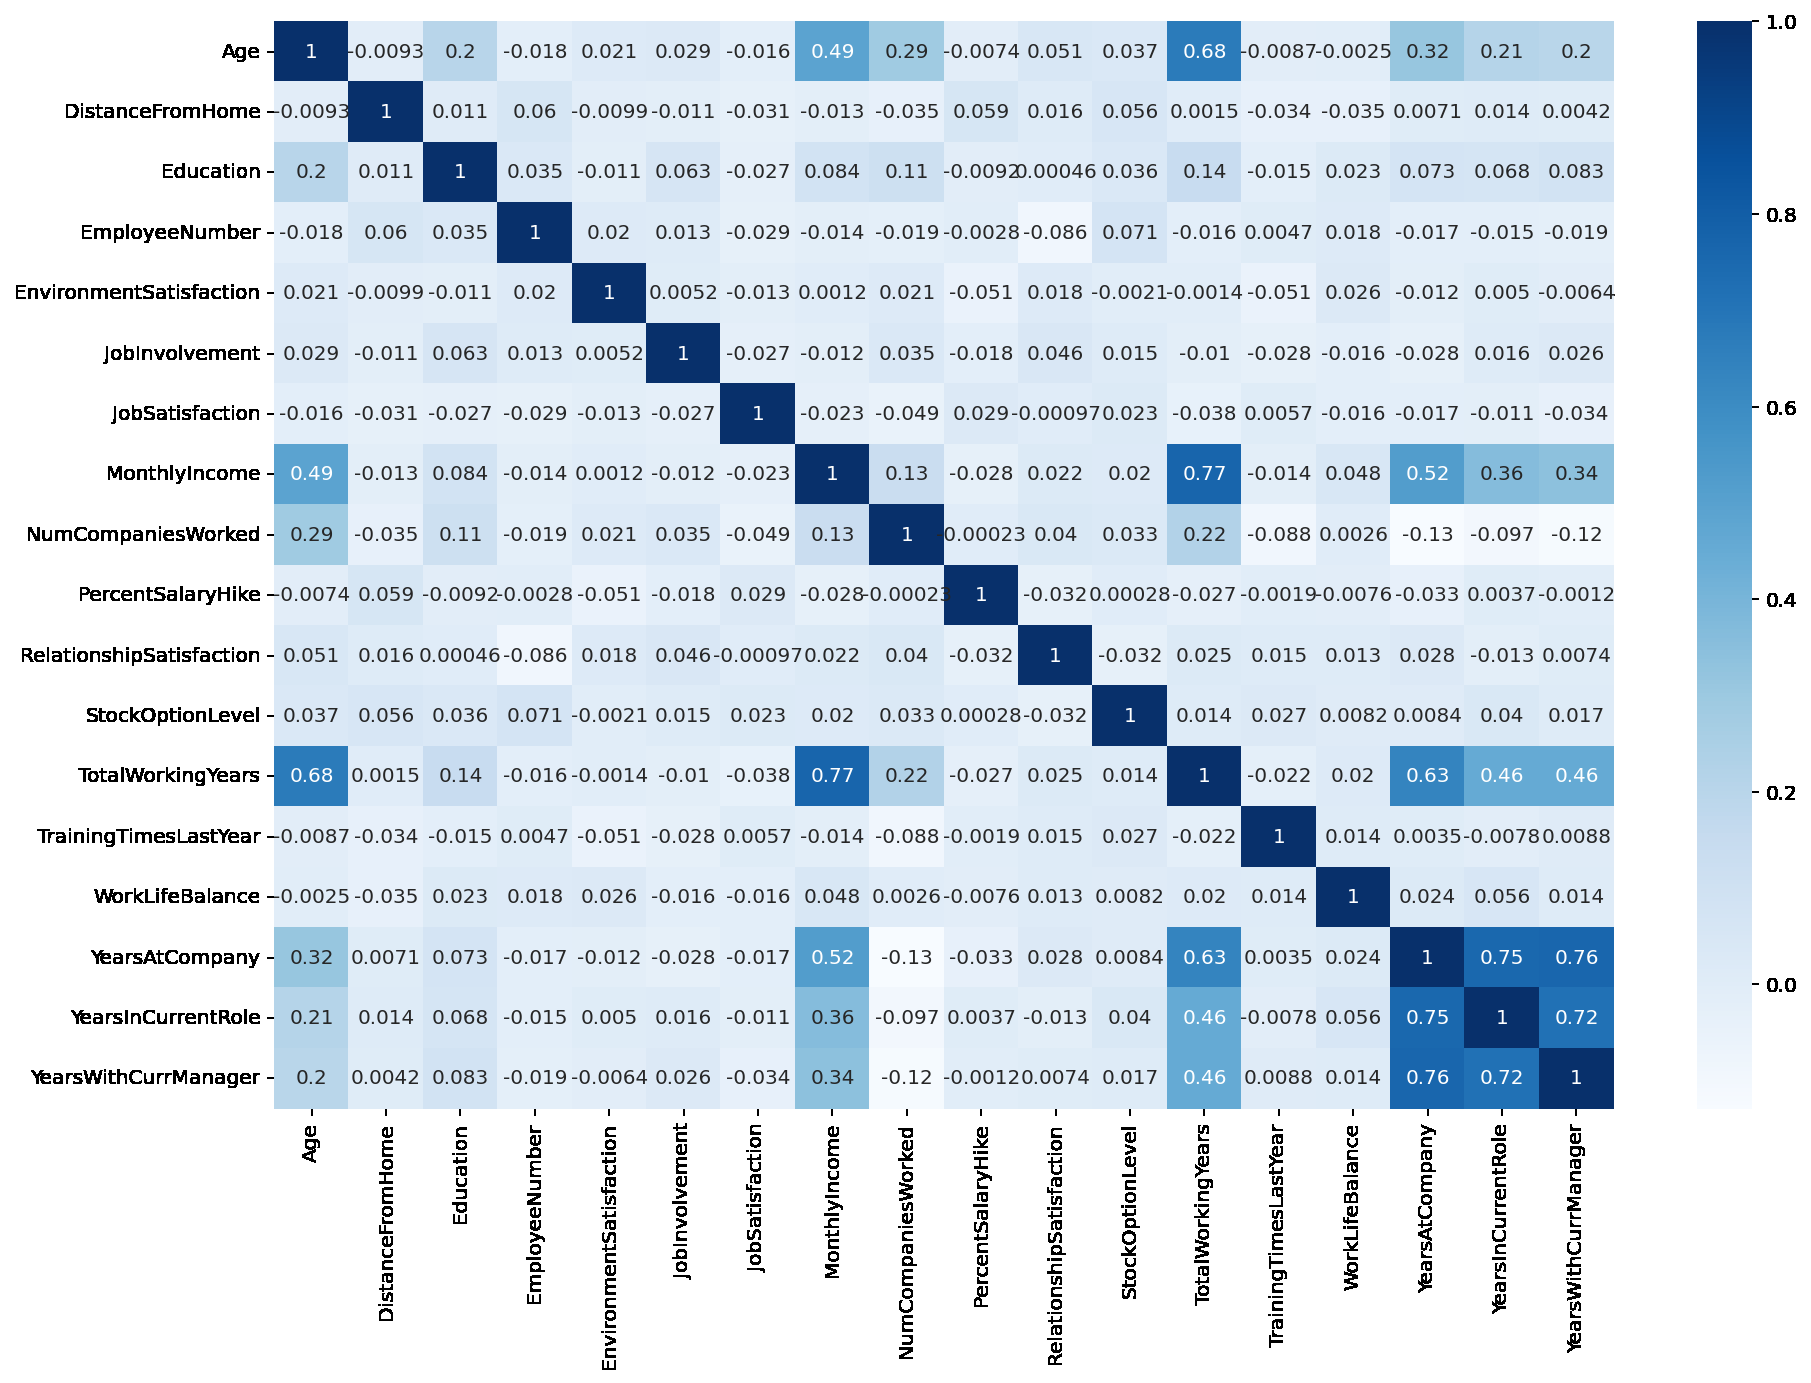 Age 1 -0.0093 0.2 -0.018 0.021 0.029 -0.016 0.49 0.29 -0.0074 0.051 0.037 0.68 -0.0087 -0.0025 0.32 0.21 0.2
DistanceFromHome -0.0093 1 0.011 0.06 -0.0099 -0.011 -0.031 -0.013 -0.035 0.059 0.016 0.056 0.0015 -0.034 -0.035 0.0071 0.014 0.0042
Education 0.2 0.011 1 0.035 -0.011 0.063 -0.027 0.084 0.11 -0.0092 0.00046 0.036 0.14 -0.015 0.023 0.073 0.068 0.083
EmployeeNumber -0.018 0.06 0.035 1 0.02 0.013 -0.029 -0.014 -0.019 -0.0028 -0.086 0.071 -0.016 0.0047 0.018 -0.017 -0.015 -0.019
EnvironmentSatisfaction 0.021 -0.0099 -0.011 0.02 1 0.0052 -0.013 0.0012 0.021 -0.051 0.018 -0.0021 -0.0014 -0.051 0.026 -0.012 0.005 -0.0064
JobInvolvement 0.029 -0.011 0.063 0.013 0.0052 1 -0.027 -0.012 0.035 -0.018 0.046 0.015 -0.01 -0.028 -0.016 -0.028 0.016 0.026
JobSatisfaction -0.016 -0.031 -0.027 -0.029 -0.013 -0.027 1 -0.023 -0.049 0.029 -0.00097 0.023 -0.038 0.0057 -0.016 -0.017 -0.011 -0.034
MonthlyIncome 0.49 -0.013 0.084 -0.014 0.0012 -0.012 -0.023 1 0.13 -0.028 0.022 0.02 0.77 -0.014 0.048 0.52 0.36 0.34
NumCompaniesWorked 0.29 -0.035 0.11 -0.019 0.021 0.035 -0.049 0.13 1 -0.00023 0.04 0.033 0.22 -0.088 0.0026 -0.13 -0.097 -0.12
PercentSalaryHike -0.0074 0.059 -0.0092 -0.0028 -0.051 -0.018 0.029 -0.028 -0.00023 1 -0.032 0.00028 -0.027 -0.0019 -0.0076 -0.033 0.0037 -0.0012
RelationshipSatisfaction 0.051 0.016 0.00046 -0.086 0.018 0.046 -0.00097 0.022 0.04 -0.032 1 -0.032 0.025 0.015 0.013 0.028 -0.013 0.0074
StockOptionLevel 0.037 0.056 0.036 0.071 -0.0021 0.015 0.023 0.02 0.033 0.00028 -0.032 1 0.014 0.027 0.0082 0.0084 0.04 0.017
TotalWorkingYears 0.68 0.0015 0.14 -0.016 -0.0014 -0.01 -0.038 0.77 0.22 -0.027 0.025 0.014 1 -0.022 0.02 0.63 0.46 0.46
TrainingTimesLastYear -0.0087 -0.034 -0.015 0.0047 -0.051 -0.028 0.0057 -0.014 -0.088 -0.0019 0.015 0.027 -0.022 1 0.014 0.0035 -0.0078 0.0088
WorkLifeBalance -0.0025 -0.035 0.023 0.018 0.026 -0.016 -0.016 0.048 0.0026 -0.0076 0.013 0.0082 0.02 0.014 1 0.024 0.056 0.014
YearsAtCompany 0.32 0.0071 0.073 -0.017 -0.012 -0.028 -0.017 0.52 -0.13 -0.033 0.028 0.0084 0.63 0.0035 0.024 1 0.75 0.76
YearsInCurrentRole 0.21 0.014 0.068 -0.015 0.005 0.016 -0.011 0.36 -0.097 0.0037 -0.013 0.04 0.46 -0.0078 0.056 0.75 1 0.72
YearsWithCurrManager 0.2 0.0042 0.083 -0.019 -0.0064 0.026 -0.034 0.34 -0.12 -0.0012 0.0074 0.017 0.46 0.0088 0.014 0.76 0.72 1
Age
DistanceFromHome
Education
EmployeeNumber
EnvironmentSatisfaction
JobInvolvement
JobSatisfaction
MonthlyIncome
NumCompaniesWorked
PercentSalaryHike
RelationshipSatisfaction
StockOptionLevel
TotalWorkingYears
TrainingTimesLastYear
WorkLifeBalance
YearsAtCompany
YearsInCurrentRole
YearsWithCurrManager
1.0
0.8
0.6
0.4
0.2
0.0